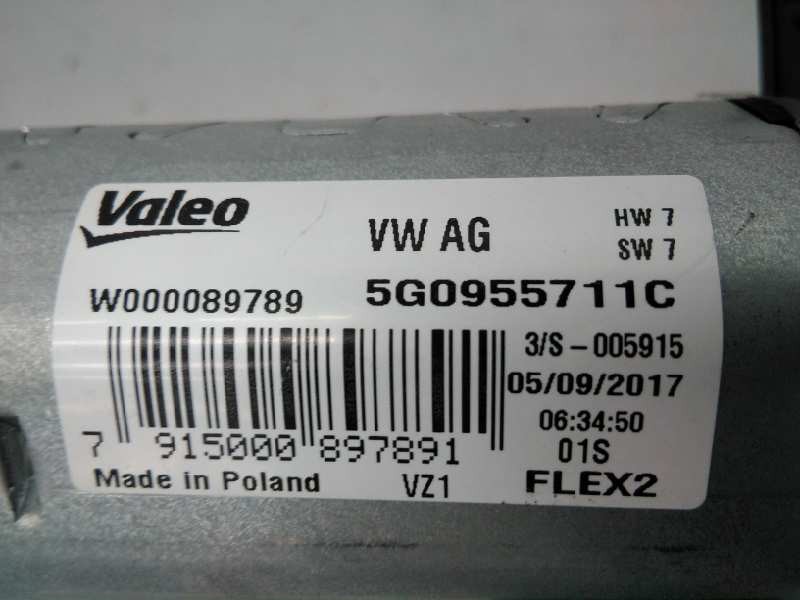 Valeo
VW AG
HW 7
SW 7
W000089789
5G0955711C
3/S-005915
05/09/2017
06:34:50
7 915000 897891
01S
Made in Poland
VZ1
FLEX2